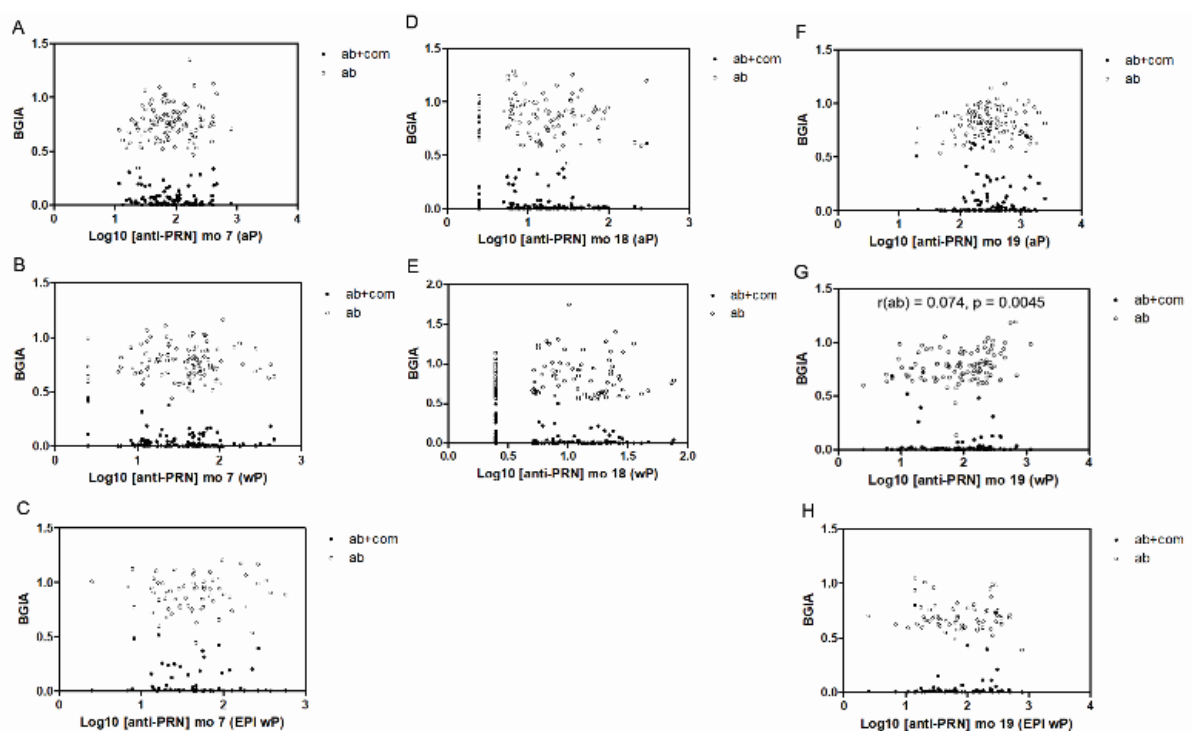 A
BGIA
1.5
1.0
0.5
0.0
0 1 2 3 4
Log10 [anti-PRN] mo 7 (aP)
ab+com
ab
B
BGIA
1.5
1.0
0.5
0.0
0 1 2 3
Log10 [anti-PRN] mo 7 (wP)
ab+com
ab
C
BGIA
1.5
1.0
0.5
0.0
0 1 2 3
Log10 [anti-PRN] mo 7 (EPI wP)
ab+com
ab
D
BGIA
1.5
1.0
0.5
0.0
0 1 2 3
Log10 [anti-PRN] mo 18 (aP)
ab+com
ab
E
BGIA
2.0
1.5
1.0
0.5
0.0
0.0 0.5 1.0 1.5 2.0
Log10 [anti-PRN] mo 18 (wP)
ab+com
ab
F
BGIA
1.5
1.0
0.5
0.0
0 1 2 3 4
Log10 [anti-PRN] mo 19 (aP)
ab+com
ab
G
BGIA
1.5
1.0
0.5
0.0
r(ab) = 0.074, p = 0.0045
0 1 2 3 4
Log10 [anti-PRN] mo 19 (wP)
ab+com
ab
H
BGIA
1.5
1.0
0.5
0.0
0 1 2 3 4
Log10 [anti-PRN] mo 19 (EPI wP)
ab+com
ab